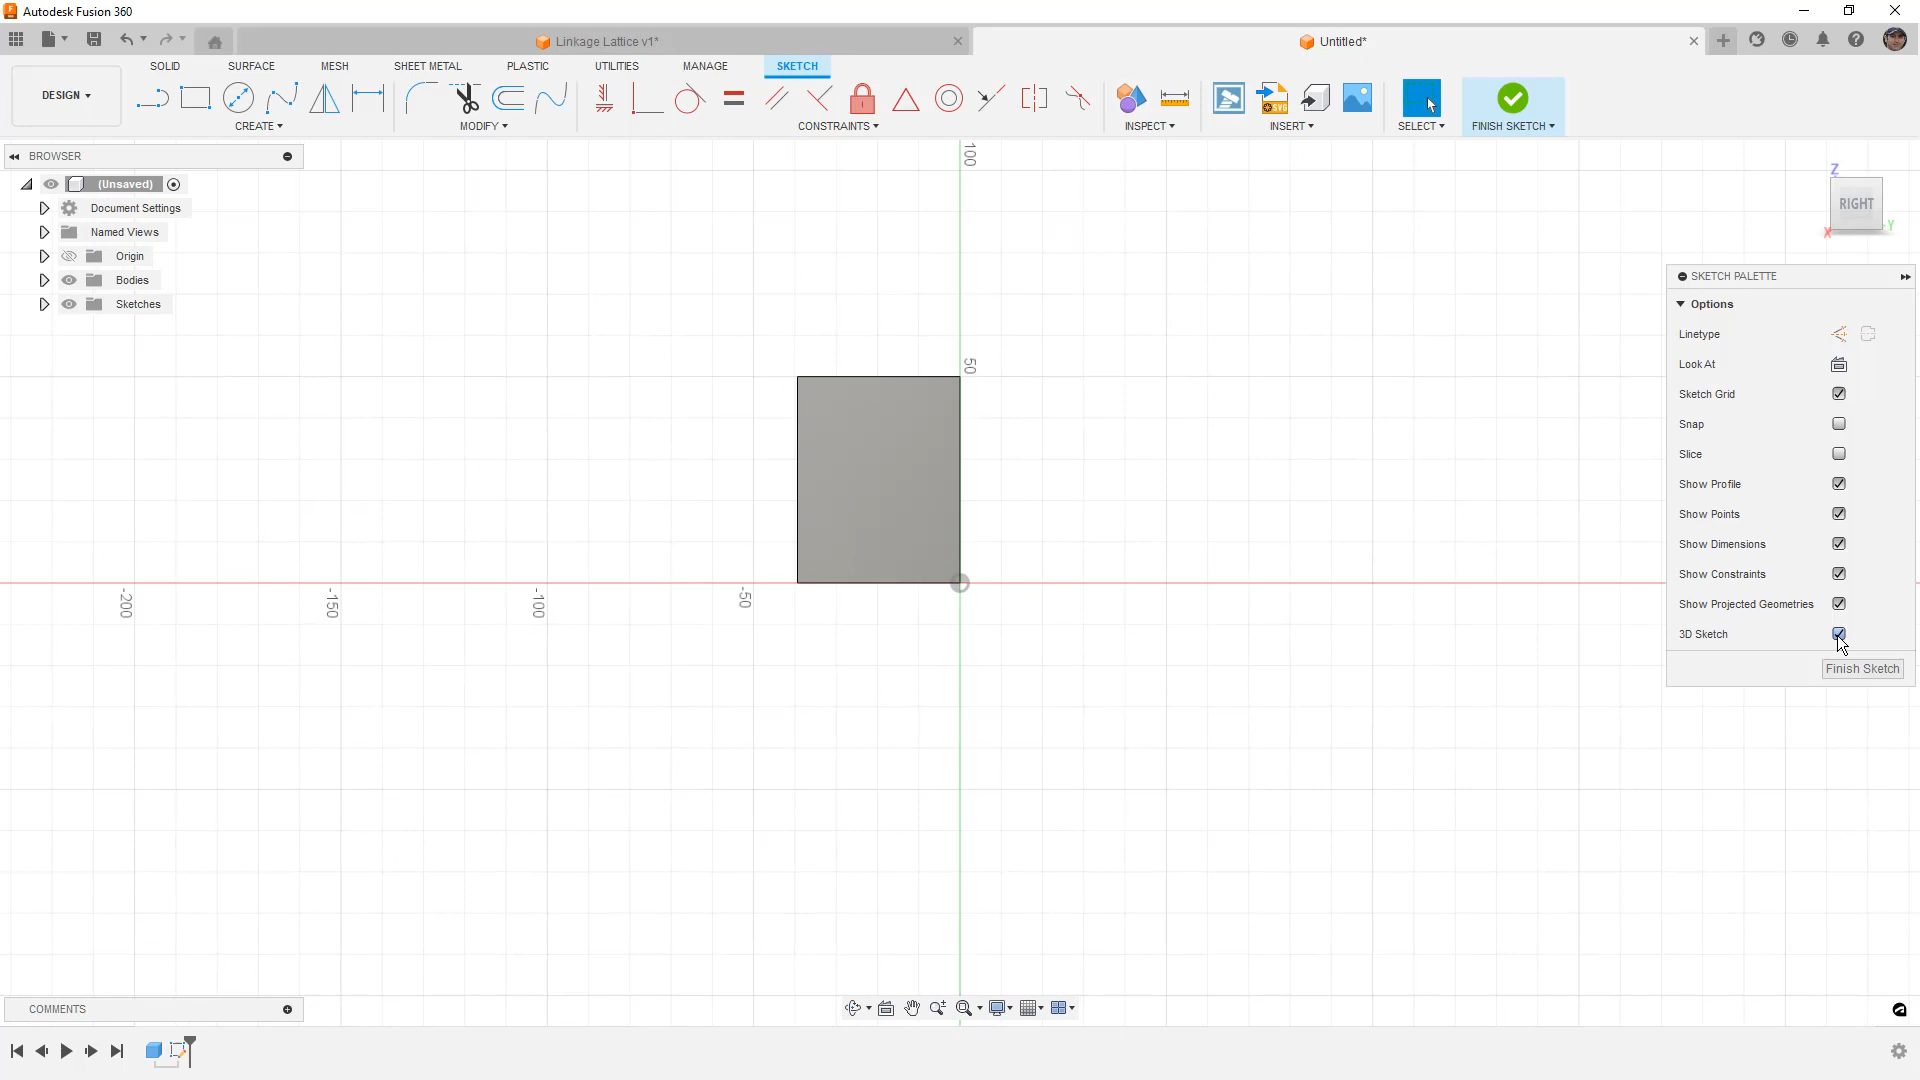 Autodesk Fusion 360
Linkage Lattice v1*
Untitled*
DESIGN
SOLID
SURFACE
MESH
SHEET METAL
PLASTIC
UTILITIES
MANAGE
SKETCH
CREATE
MODIFY
CONSTRAINTS
INSPECT
INSERT
SVG
SELECT
FINISH SKETCH
BROWSER
(Unsaved)
Document Settings
Named Views
Origin
Bodies
Sketches
100
50
-200
-150
-100
-50
Z
RIGHT
X
Y
SKETCH PALETTE
Options
Linetype
Look At
Sketch Grid
Snap
Slice
Show Profile
Show Points
Show Dimensions
Show Constraints
Show Projected Geometries
3D Sketch
Finish Sketch
COMMENTS